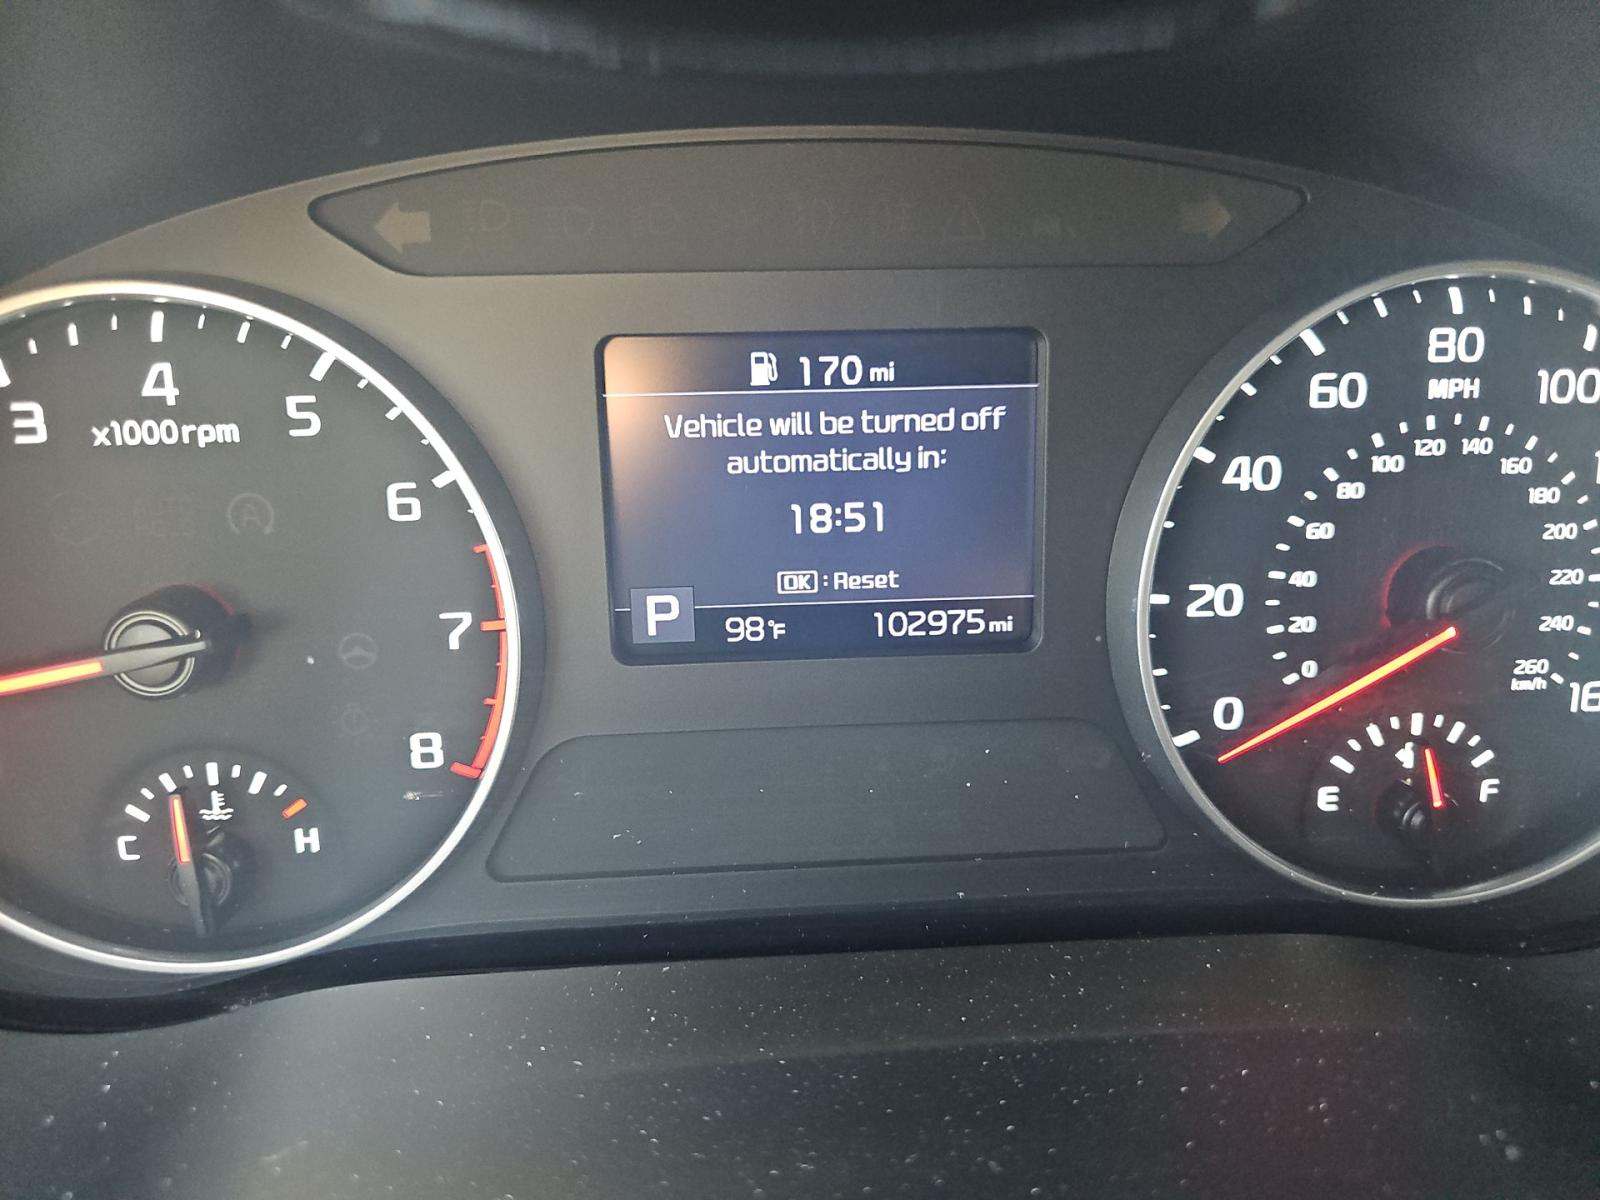 170 mi
Vehicle will be turned off
automatically in:
18:51
OK : Reset
P 98°F 102975 mi
3 4 5 6 7 8
x1000rpm
A
C H
0 20 40 60 80 100
MPH
0 20 40 60 80 100 120 140 160 180 200 220 240 260
km/h
E F